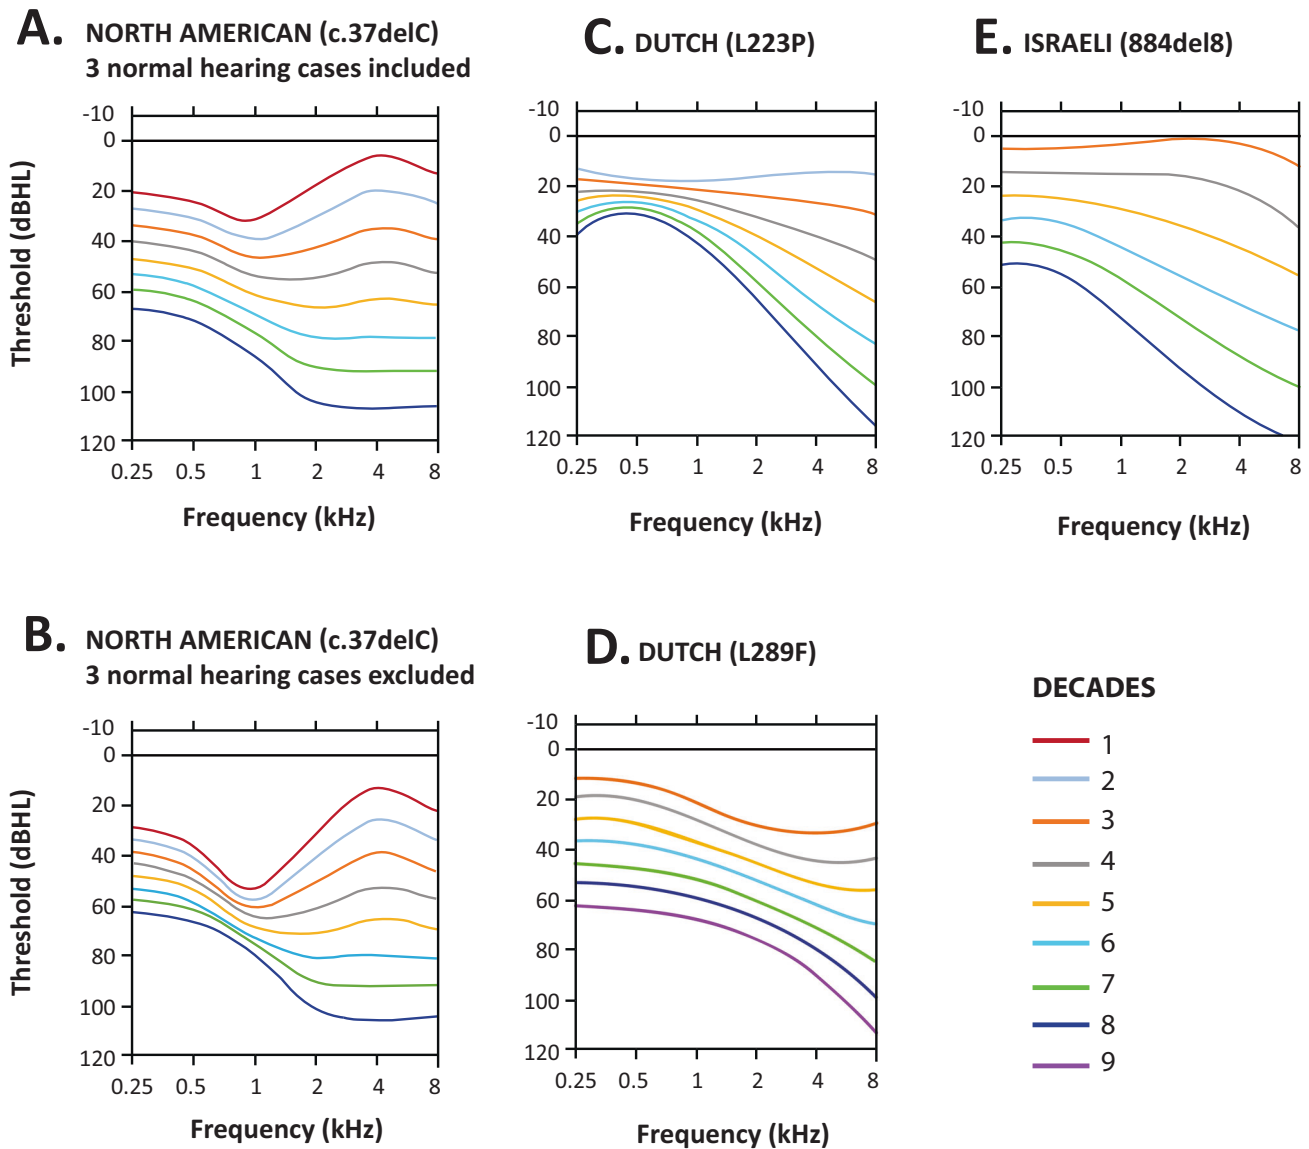 A. NORTH AMERICAN (c.37delC)
3 normal hearing cases included
-10
0
20
40
60
80
100
120
Threshold (dBHL)
0.25 0.5 1 2 4 8
Frequency (kHz)
C. DUTCH (L223P)
-10
0
20
40
60
80
100
120
0.25 0.5 1 2 4 8
Frequency (kHz)
E. ISRAELI (884del8)
-10
0
20
40
60
80
100
120
0.25 0.5 1 2 4 8
Frequency (kHz)
B. NORTH AMERICAN (c.37delC)
3 normal hearing cases excluded
-10
0
20
40
60
80
100
120
Threshold (dBHL)
0.25 0.5 1 2 4 8
Frequency (kHz)
D. DUTCH (L289F)
-10
0
20
40
60
80
100
120
0.25 0.5 1 2 4 8
Frequency (kHz)
DECADES
1
2
3
4
5
6
7
8
9